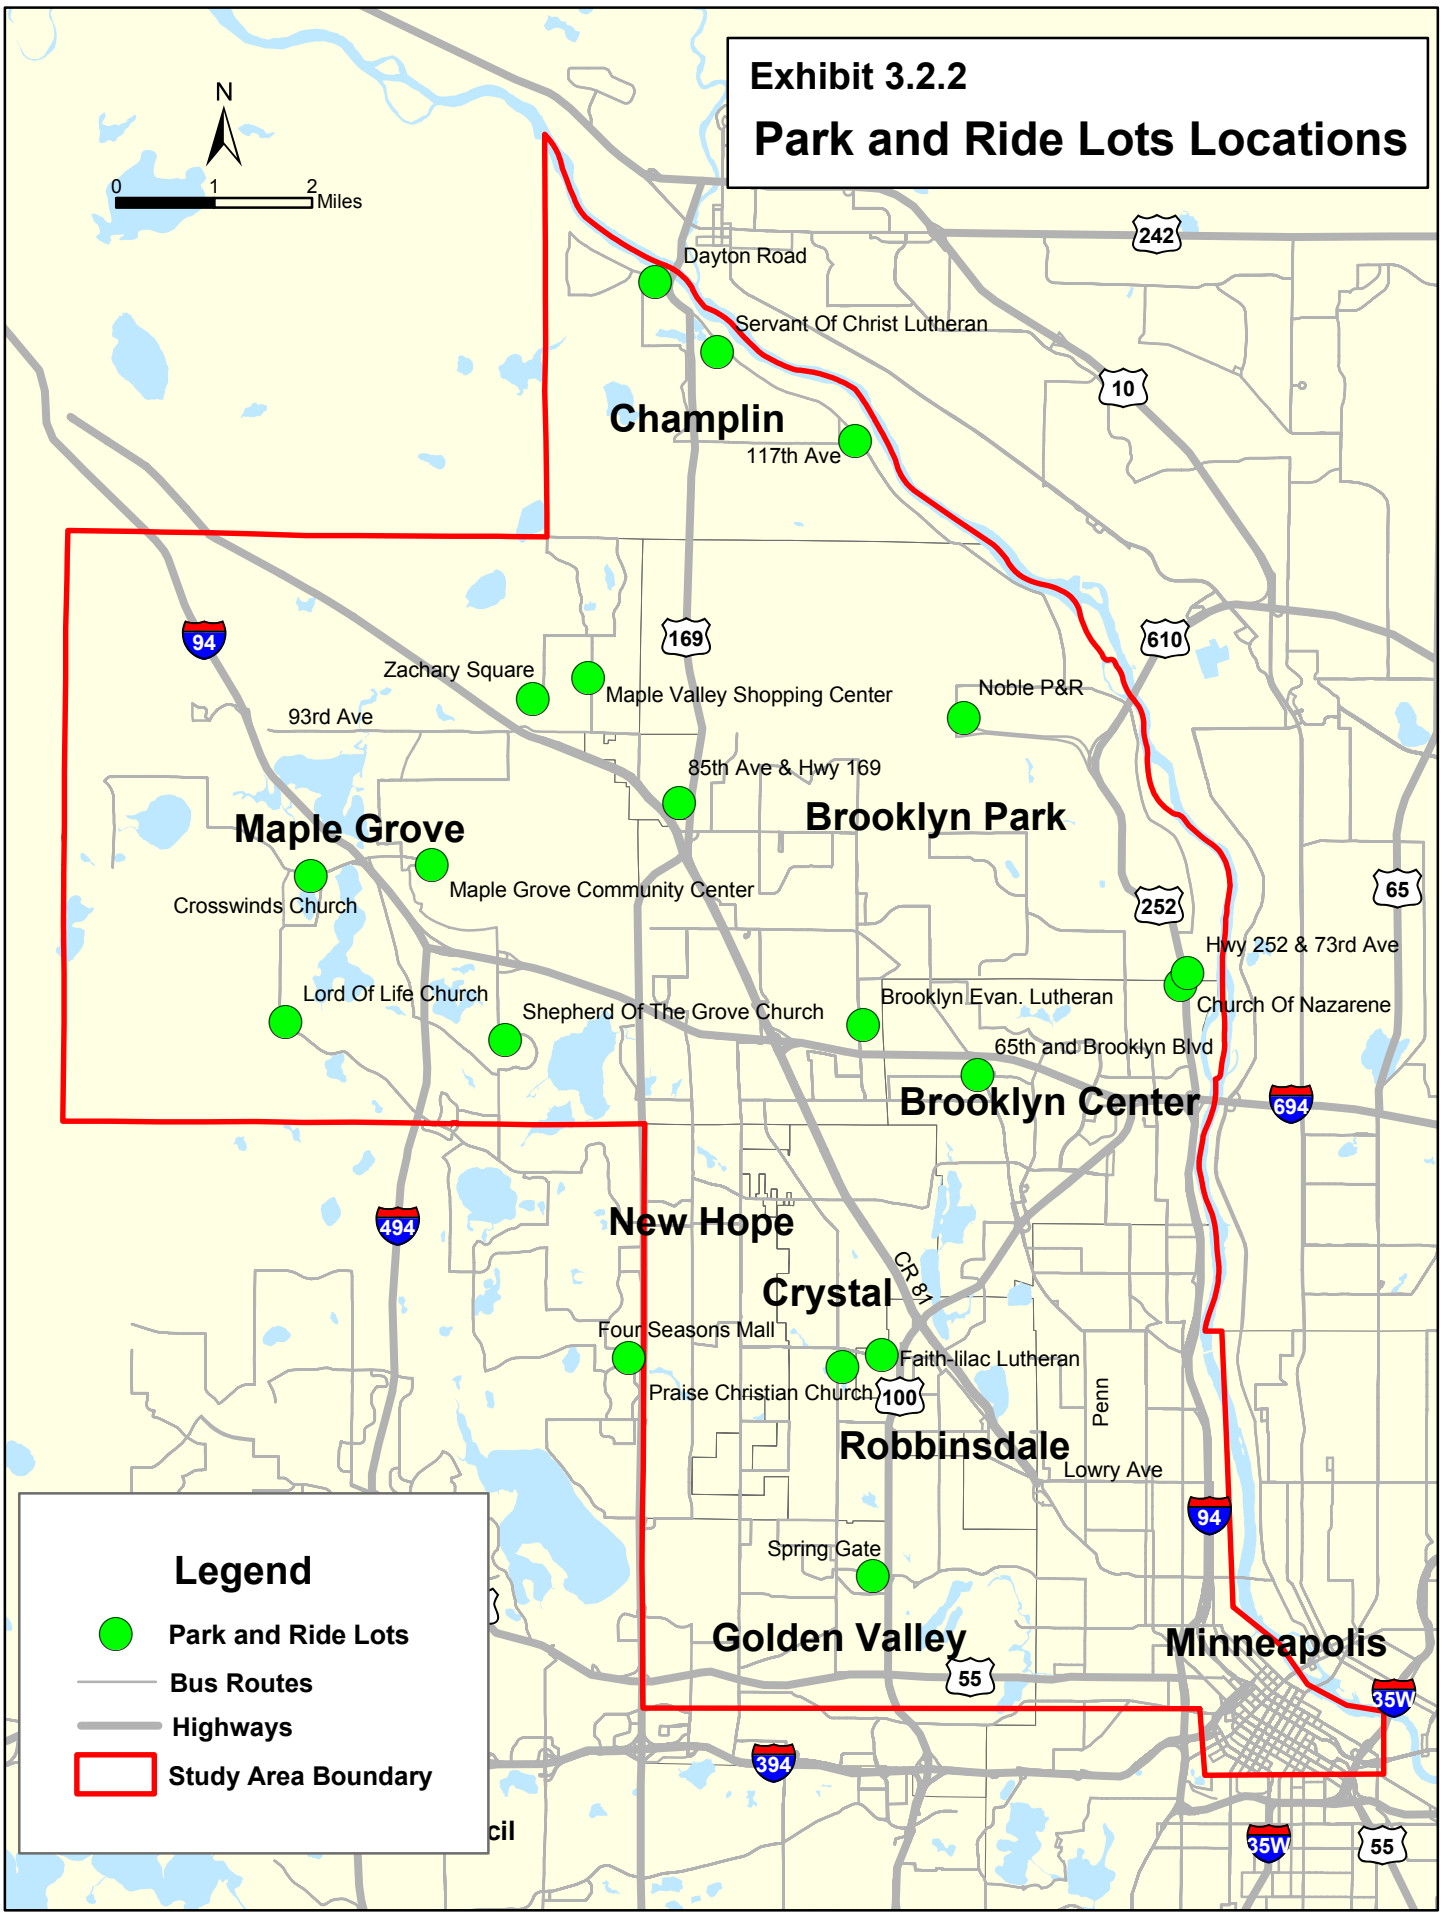 Exhibit 3.2.2
Park and Ride Lots Locations
N
0 1 2
Miles
242
Dayton Road
Servant Of Christ Lutheran
10
Champlin
117th Ave
94
169
610
Zachary Square
Maple Valley Shopping Center
Noble P&R
93rd Ave
85th Ave & Hwy 169
Maple Grove
Brooklyn Park
Maple Grove Community Center
65
Crosswinds Church
252
Hwy 252 & 73rd Ave
Lord Of Life Church
Brooklyn Evan. Lutheran
Church Of Nazarene
Shepherd Of The Grove Church
65th and Brooklyn Blvd
Brooklyn Center
694
494
New Hope
CR 81
Crystal
Four Seasons Mall
Faith-lilac Lutheran
Praise Christian Church
100
Penn
Robbinsdale
Lowry Ave
94
Spring Gate
Golden Valley
Minneapolis
55
35W
394
35W
55
Legend
Park and Ride Lots
Bus Routes
Highways
Study Area Boundary
cil